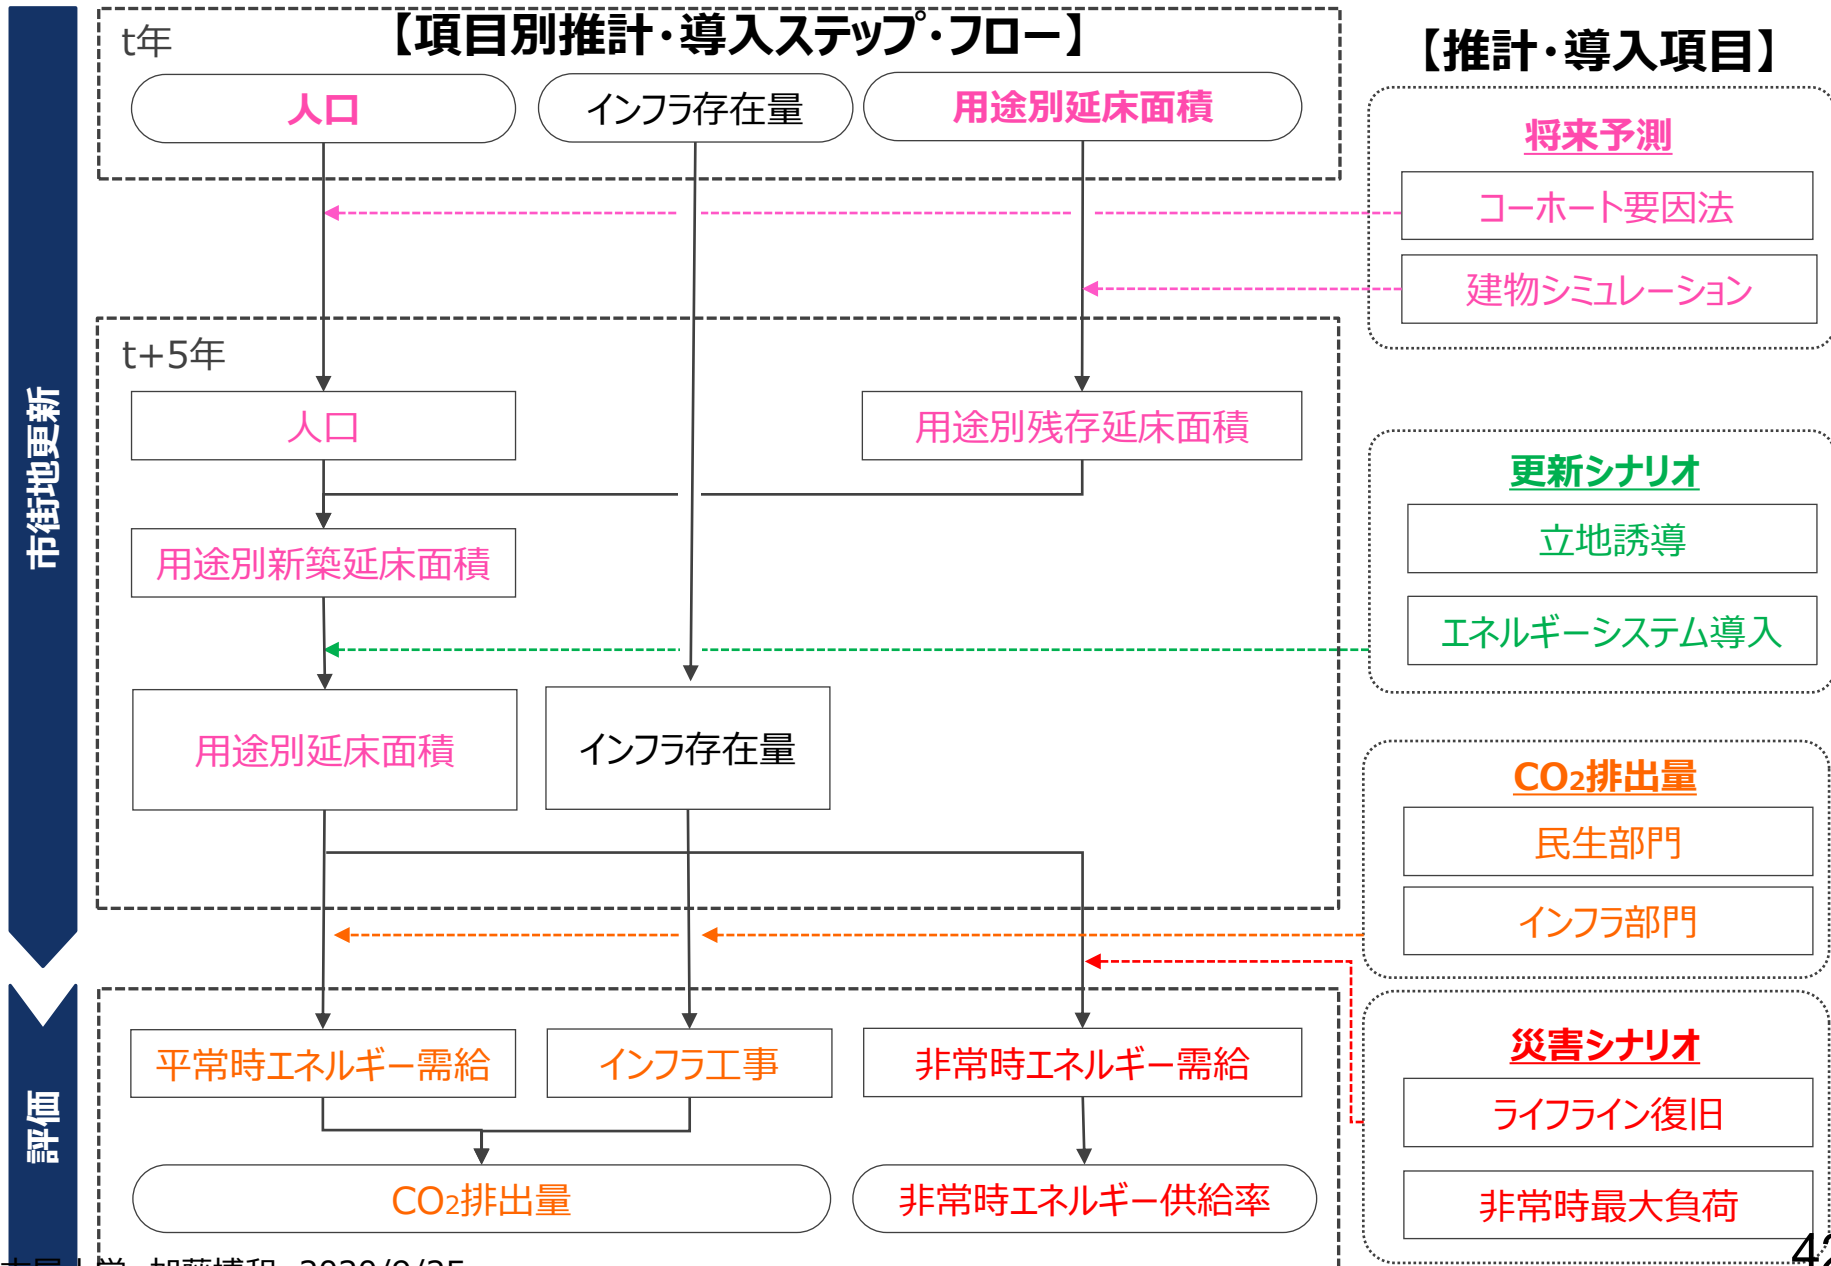 【項目別推計・導入ステップ・フロー】
t年
人口
インフラ存在量
用途別延床面積
t+5年
人口
用途別残存延床面積
用途別新築延床面積
用途別延床面積
インフラ存在量
平常時エネルギー需給
インフラ工事
非常時エネルギー需給
CO2排出量
非常時エネルギー供給率
市街地更新
評価
【推計・導入項目】
将来予測
コーホート要因法
建物シミュレーション
更新シナリオ
立地誘導
エネルギーシステム導入
CO2排出量
民生部門
インフラ部門
災害シナリオ
ライフライン復旧
非常時最大負荷